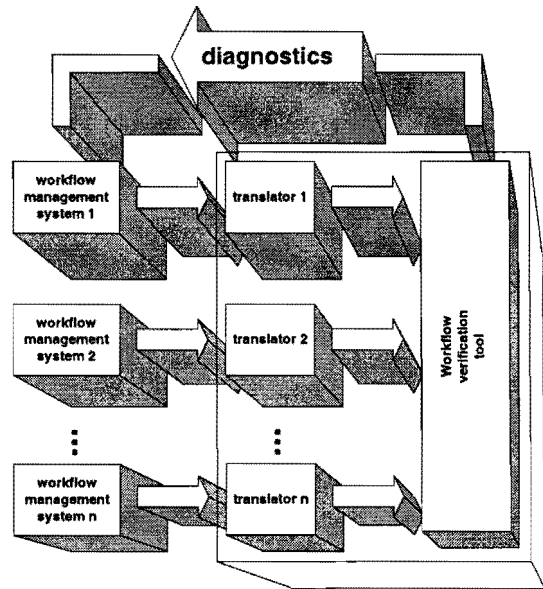 diagnostics
workflow
management
system 1
translator 1
workflow
management
system 2
translator 2
Workflow
verification
tool
workflow
management
system n
translator n